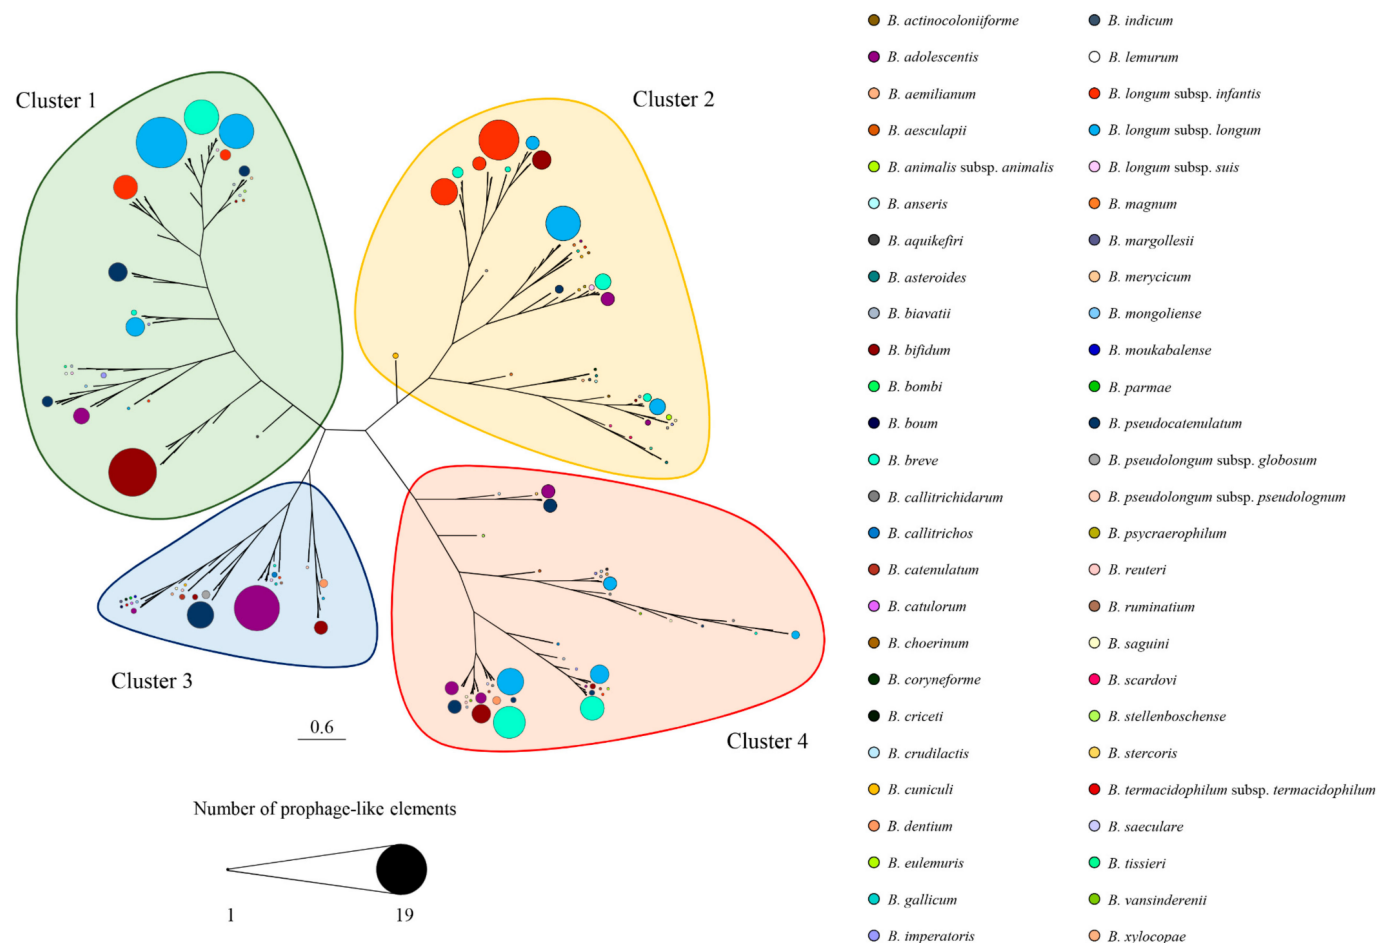 Cluster 1
Cluster 2
Cluster 3
0.6
Cluster 4
Number of prophage-like elements
1
19
B. actinocoloniiforme
B. adolescentis
B. aemilianum
B. aesculapii
B. animalis subsp. animalis
B. anseris
B. aquikefiri
B. asteroides
B. biavatii
B. bifidum
B. bombi
B. boum
B. breve
B. callitrichidarum
B. callitrichos
B. catenulatum
B. catulorum
B. choerinum
B. coryneforme
B. criceti
B. crudilactis
B. cuniculi
B. dentium
B. eulemuris
B. gallicum
B. imperatoris
B. indicum
B. lemurum
B. longum subsp. infantis
B. longum subsp. longum
B. longum subsp. suis
B. magnum
B. margollesii
B. merycicum
B. mongoliense
B. moukabalense
B. parmae
B. pseudocatenulatum
B. pseudolongum subsp. globosum
B. pseudolongum subsp. pseudolognum
B. psycraerophilum
B. reuteri
B. ruminatium
B. saguini
B. scardovi
B. stellenboschense
B. stercoris
B. termacidophilum subsp. termacidophilum
B. saeculare
B. tissieri
B. vansinderenii
B. xylocopae